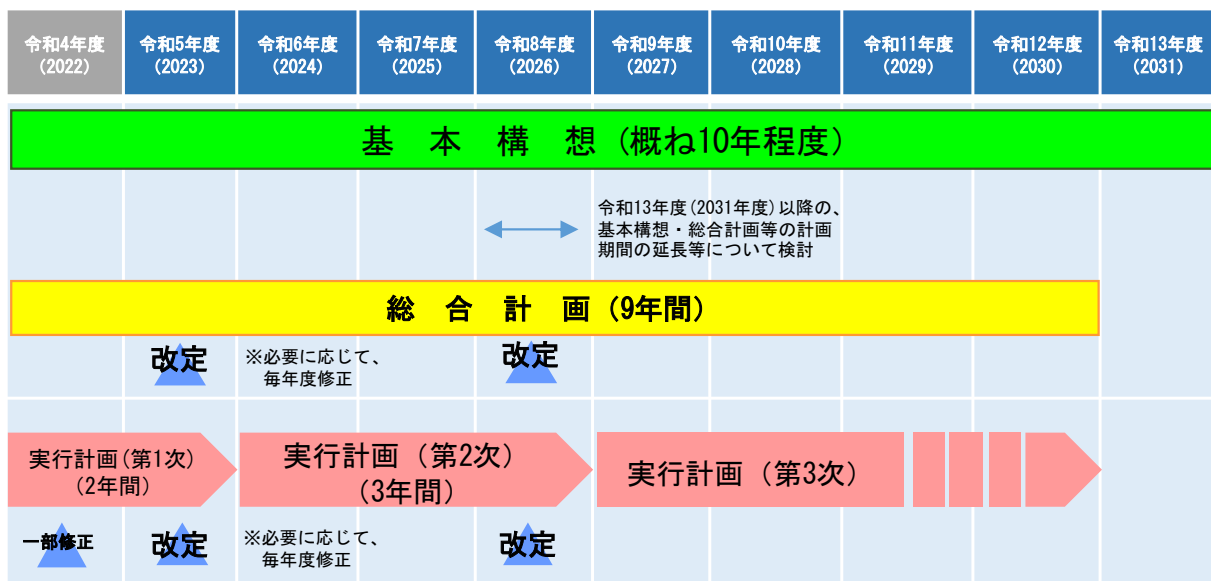 令和4年度
(2022)
令和5年度
(2023)
令和6年度
(2024)
令和7年度
(2025)
令和8年度
(2026)
令和9年度
(2027)
令和10年度
(2028)
令和11年度
(2029)
令和12年度
(2030)
令和13年度
(2031)
基 本 構 想 (概ね10年程度)
令和13年度(2031年度)以降の、
基本構想・総合計画等の計画
期間の延長等について検討
総 合 計 画 (9年間)
改定
※必要に応じて、
毎年度修正
改定
実行計画(第1次)
(2年間)
実行計画(第2次)
(3年間)
実行計画(第3次)
一部修正
改定
※必要に応じて、
毎年度修正
改定